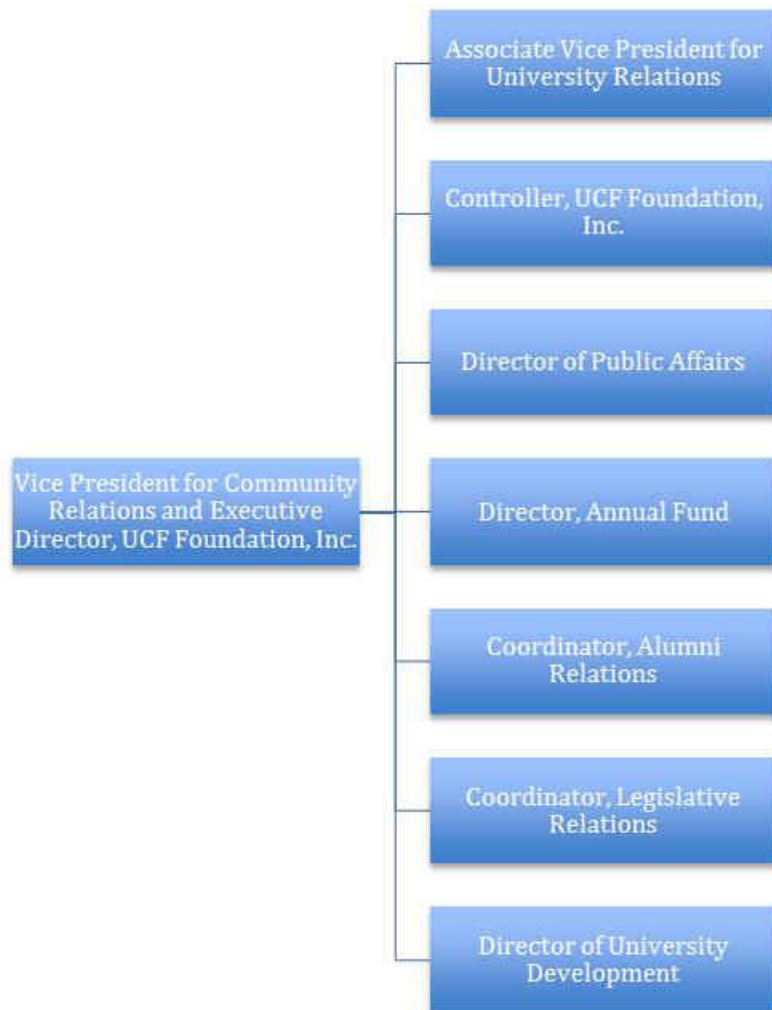 Associate Vice President for
University Relations
Controller, UCF Foundation,
Inc.
Director of Public Affairs
Vice President for Community
Relations and Executive
Director, UCF Foundation, Inc.
Director, Annual Fund
Coordinator, Alumni
Relations
Coordinator, Legislative
Relations
Director of University
Development